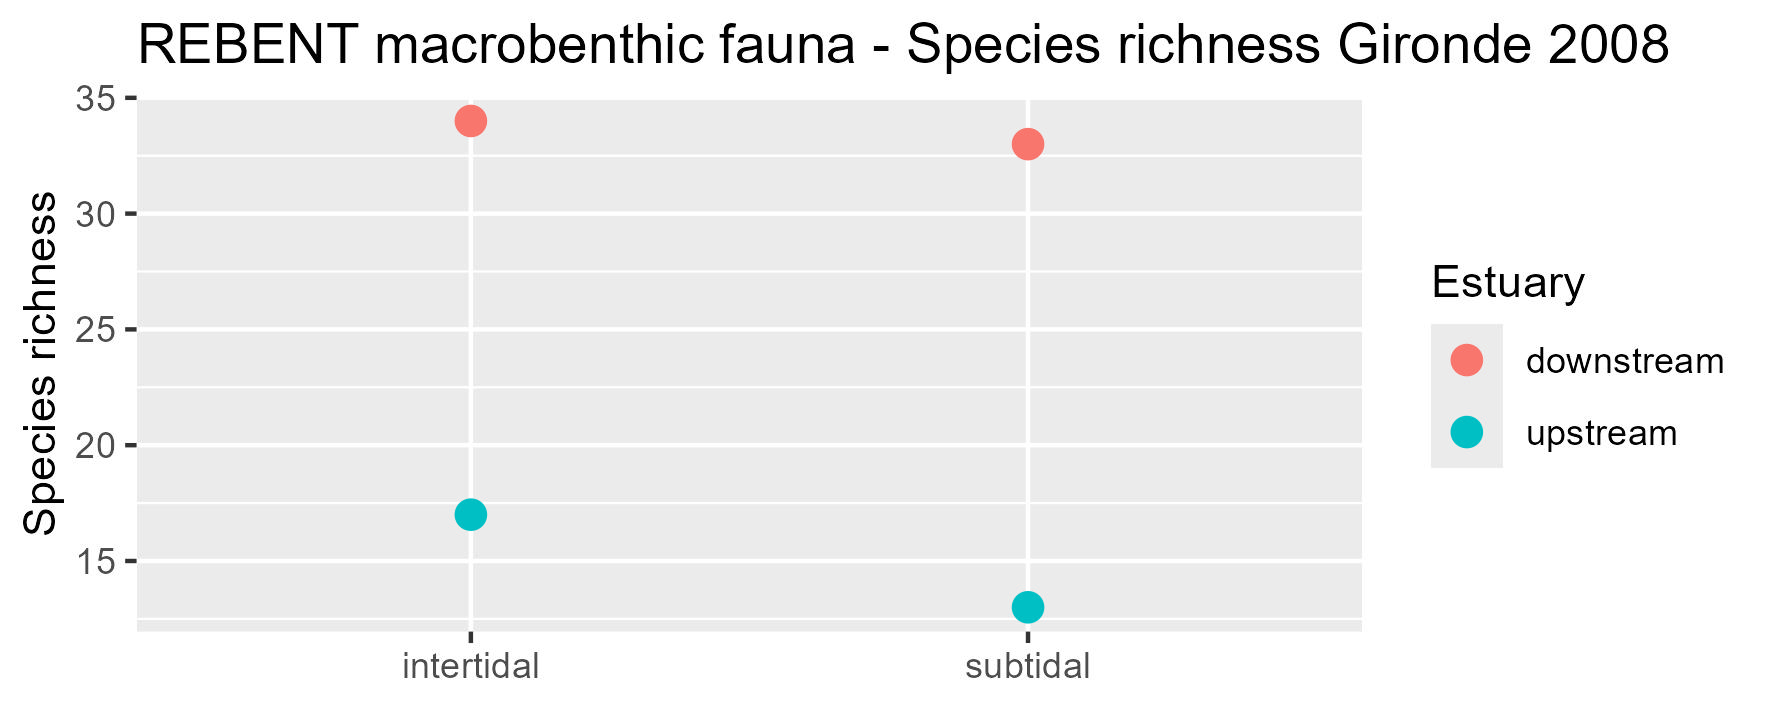 REBENT macrobenthic fauna - Species richness Gironde 2008
Species richness
35
30
25
20
15
intertidal
subtidal
Estuary
downstream
upstream